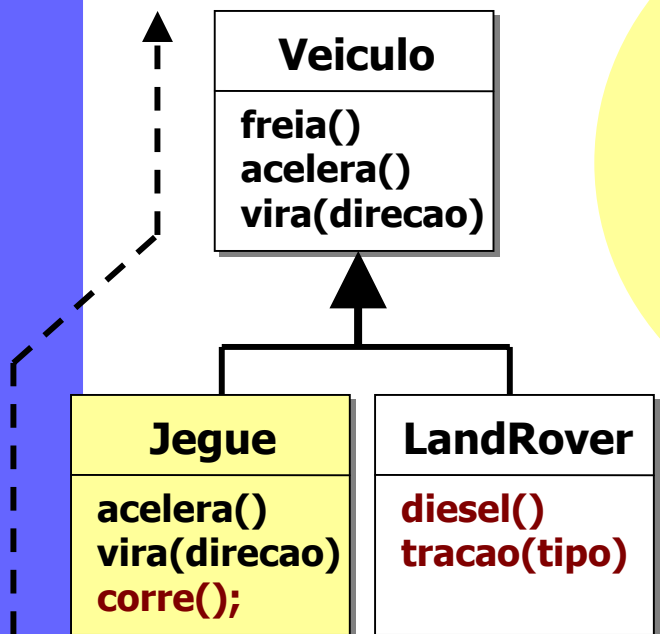 Veiculo
freia()
acelera()
vira(direcao)
Jegue
acelera()
vira(direcao)
corre();
LandRover
diesel()
tracao(tipo)